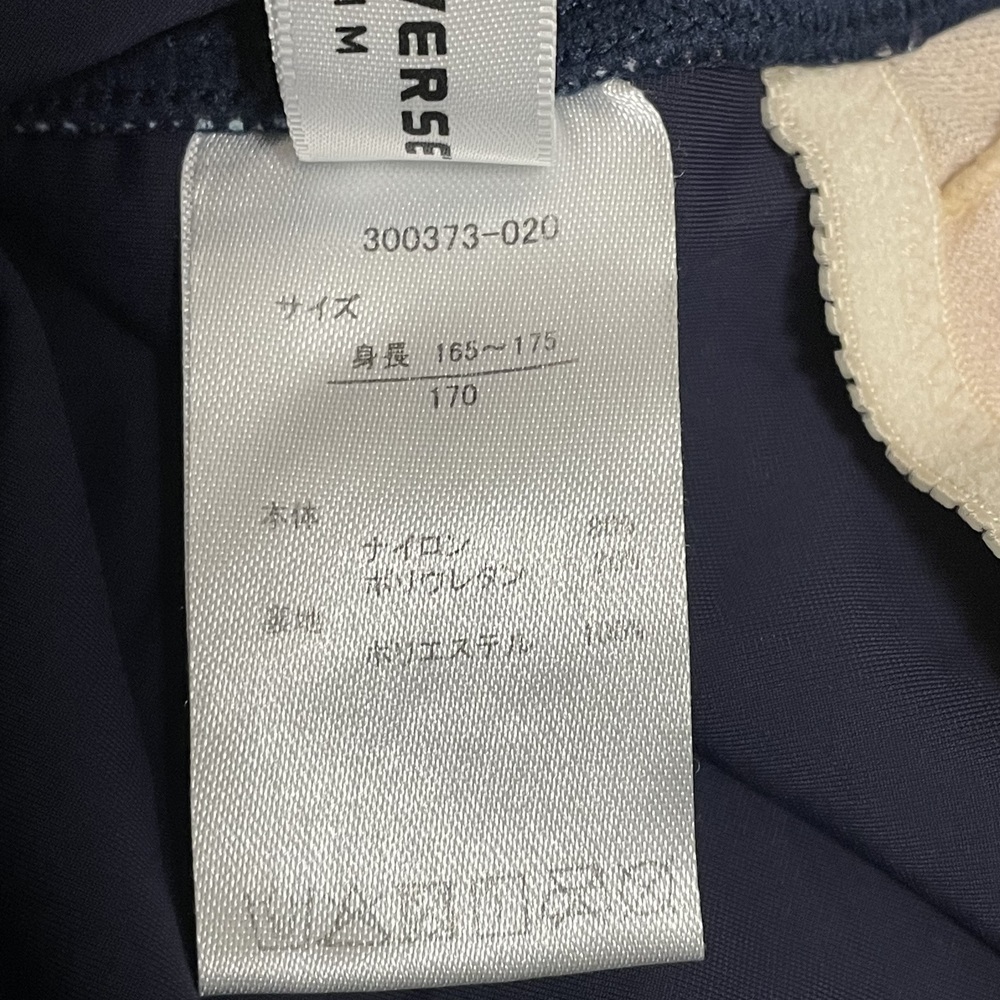 VERSE
M
300373-020
サイズ
身長 165〜175
170
本体
ナイロン
ポリウレタン
裏地
ポリエステル 100%